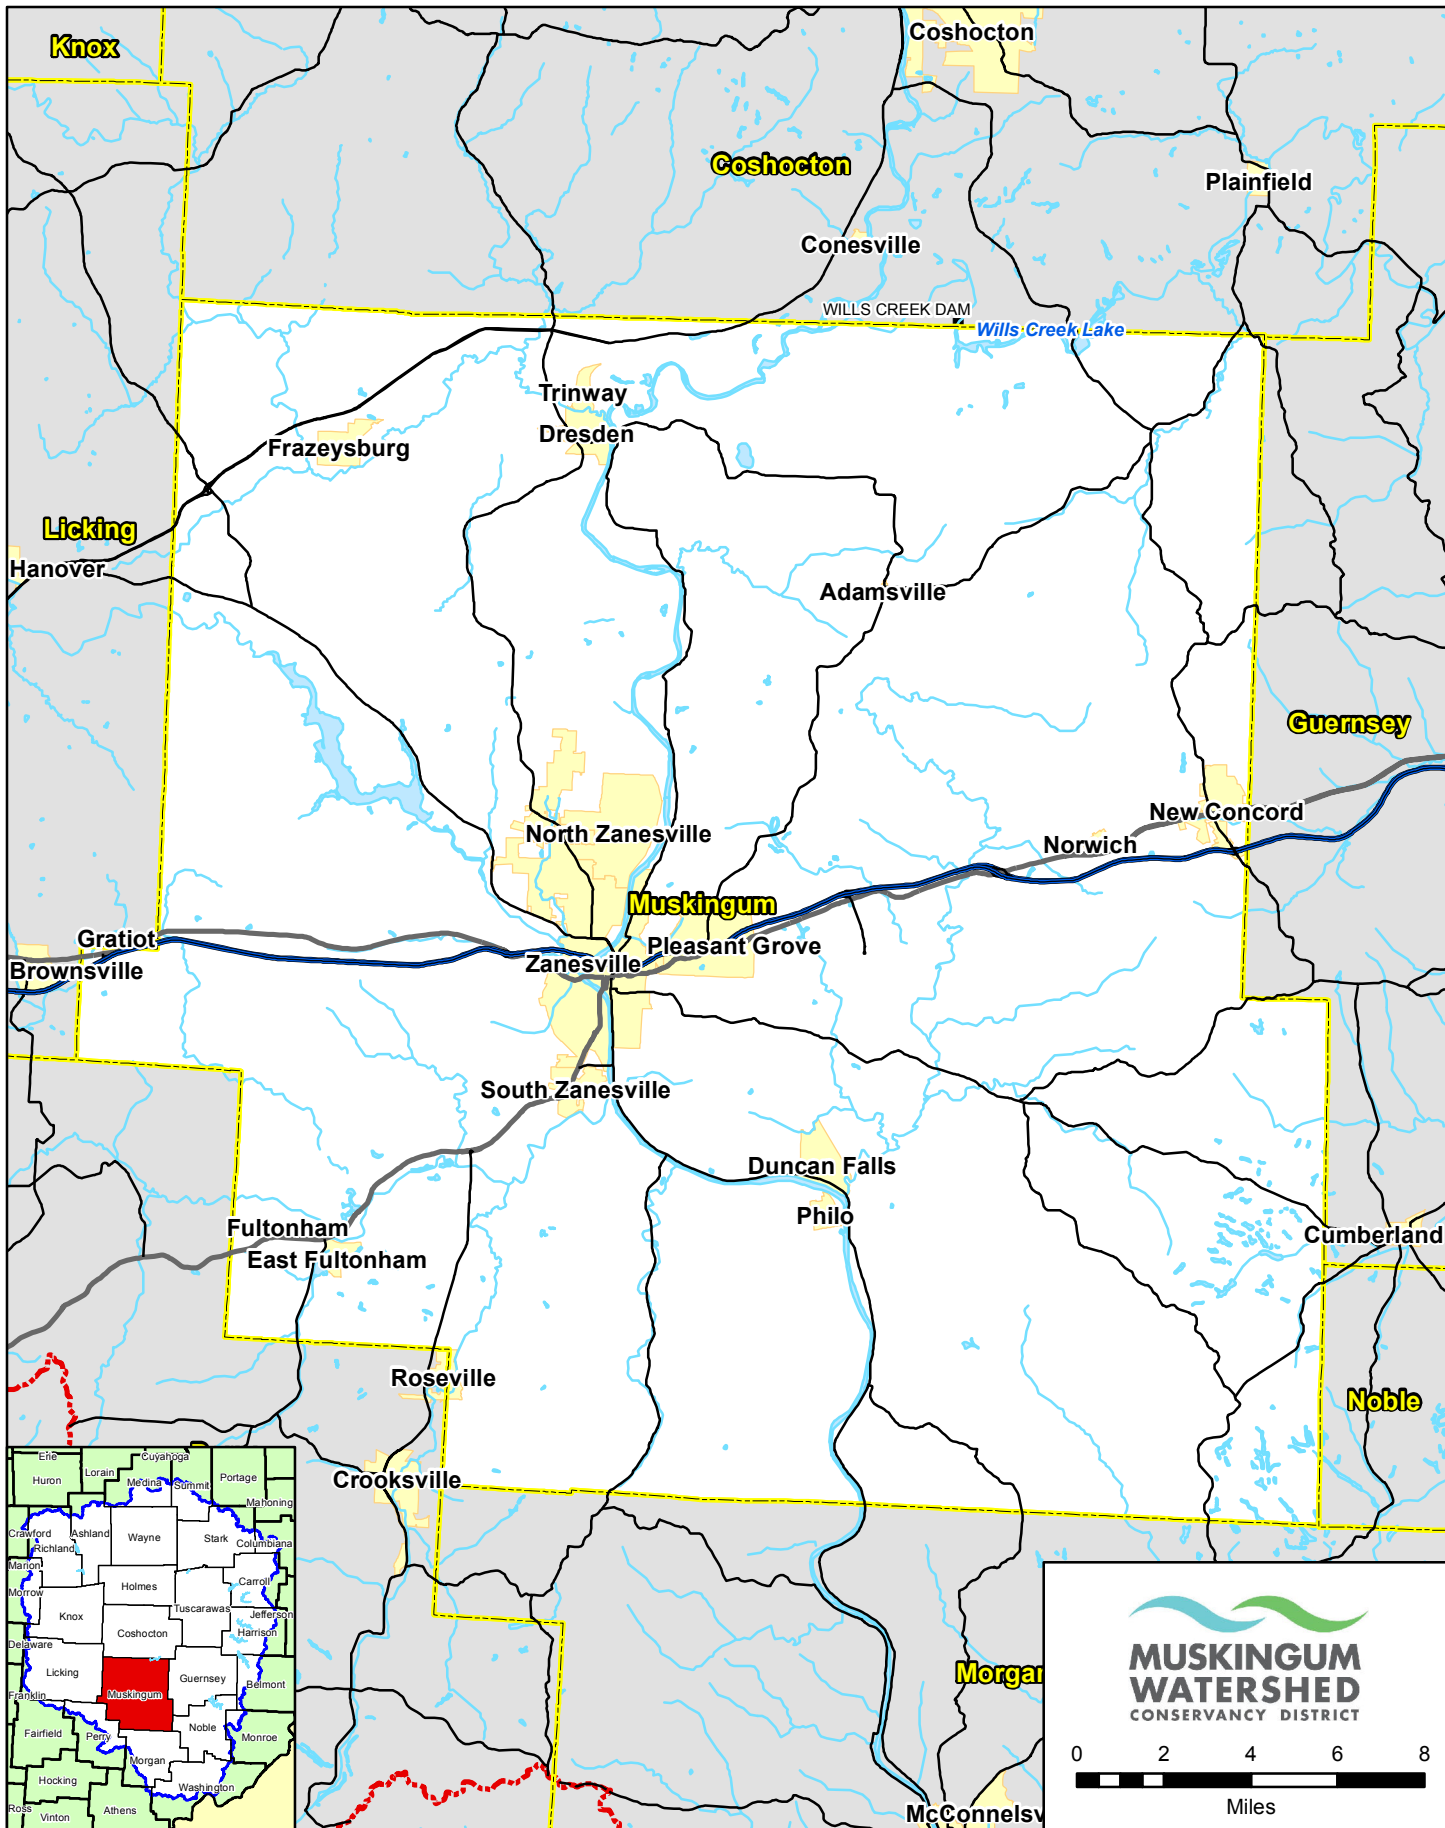 Knox
Coshocton
Coshocton
Plainfield
Conesville
WILLS CREEK DAM
Wills Creek Lake
Trinway
Dresden
Frazeysburg
Licking
Hanover
Adamsville
Guernsey
New Concord
Norwich
North Zanesville
Muskingum
Pleasant Grove
Gratiot
Zanesville
Brownsville
South Zanesville
Duncan Falls
Philo
Fultonham
East Fultonham
Cumberland
Roseville
Noble
Crooksville
Erie
Cuyahoga
Huron
Lorain
Medina
Summit
Portage
Mahoning
Crawford
Ashland
Wayne
Stark
Columbiana
Richland
Marion
Holmes
Carroll
Morrow
Knox
Tuscarawas
Jefferson
Coshocton
Harrison
Delaware
Licking
Guernsey
Belmont
Franklin
Muskingum
Fairfield
Perry
Noble
Monroe
Morgan
Hocking
Washington
Ross
Vinton
Athens
Morgan
McConnelsv
MUSKINGUM
WATERSHED
CONSERVANCY DISTRICT
0 2 4 6 8
Miles